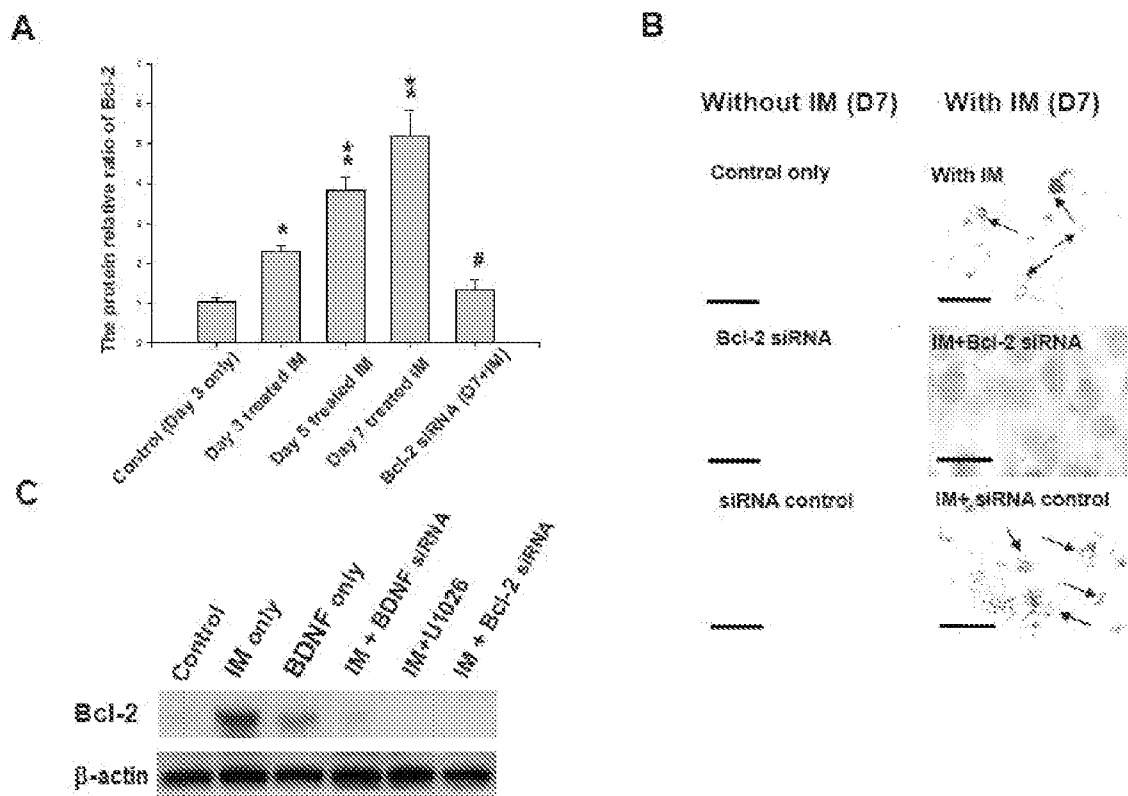 A
The protein relative ratio of Bcl-2
*
**
**
#
Control (Day 3 only)
Day 3 treated IM
Day 5 treated IM
Day 7 treated IM
Bcl-2 siRNA (D7+IM)
B
Without IM (D7)
With IM (D7)
Control only
With IM
Bcl-2 siRNA
IM+Bcl-2 siRNA
siRNA control
IM+ siRNA control
C
Control
IM only
BDNF only
IM + BDNF siRNA
IM+U1026
IM + Bcl-2 siRNA
Bcl-2
β-actin